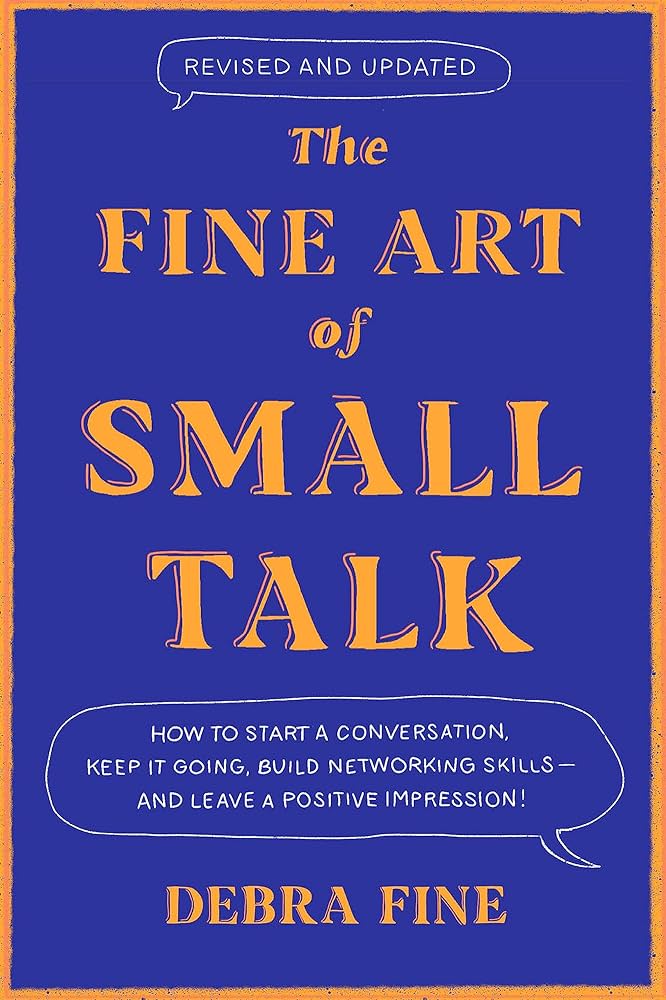 REVISED AND UPDATED
The
FINE ART
of
SMALL
TALK
HOW TO START A CONVERSATION,
KEEP IT GOING, BUILD NETWORKING SKILLS—
AND LEAVE A POSITIVE IMPRESSION!
DEBRA FINE